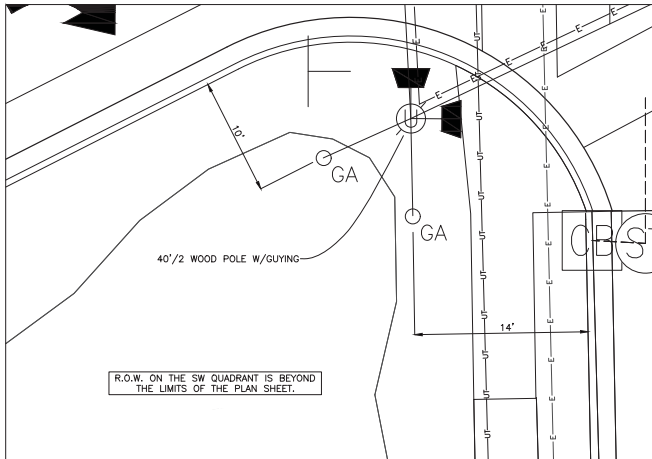 10'
U
GA
GA
40'/2 WOOD POLE W/GUYING
CB
S
14'
R.O.W. ON THE SW QUADRANT IS BEYOND
THE LIMITS OF THE PLAN SHEET.
E
E
E
E
E
E
E
E
E
E
E
E
E